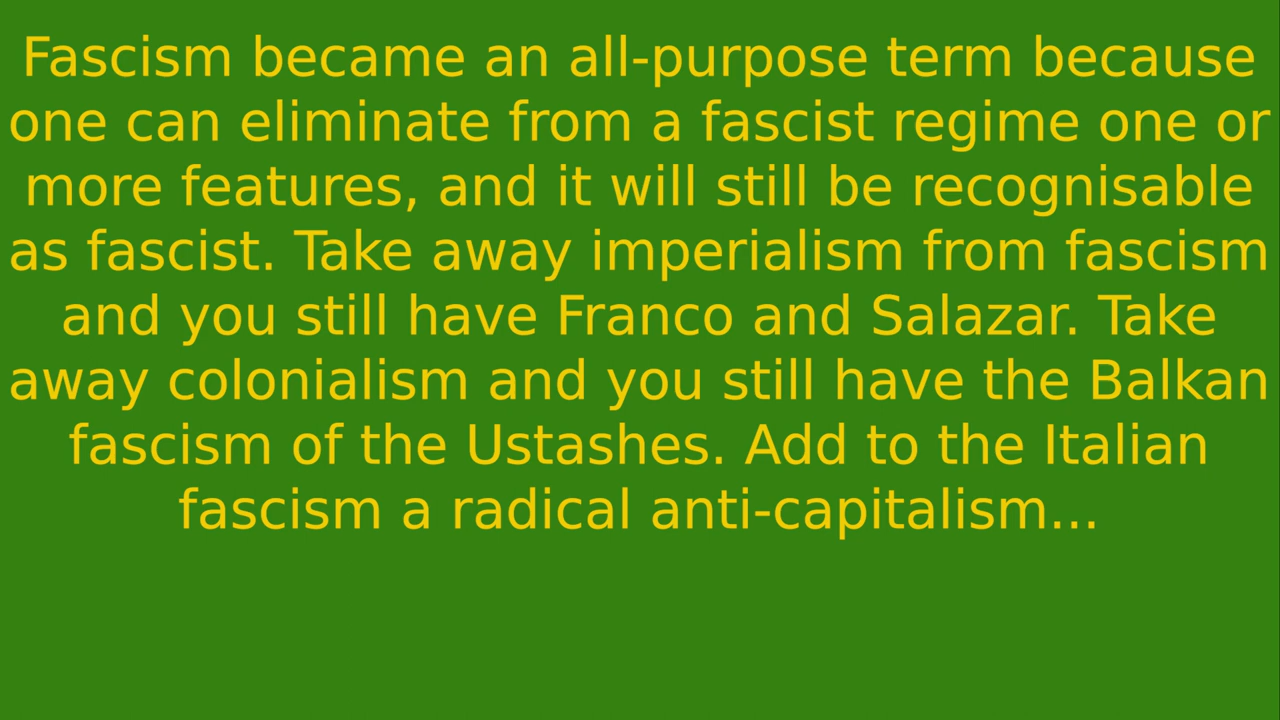 Fascism became an all-purpose term because
one can eliminate from a fascist regime one or
more features, and it will still be recognisable
as fascist. Take away imperialism from fascism
and you still have Franco and Salazar. Take
away colonialism and you still have the Balkan
fascism of the Ustashes. Add to the Italian
fascism a radical anti-capitalism...